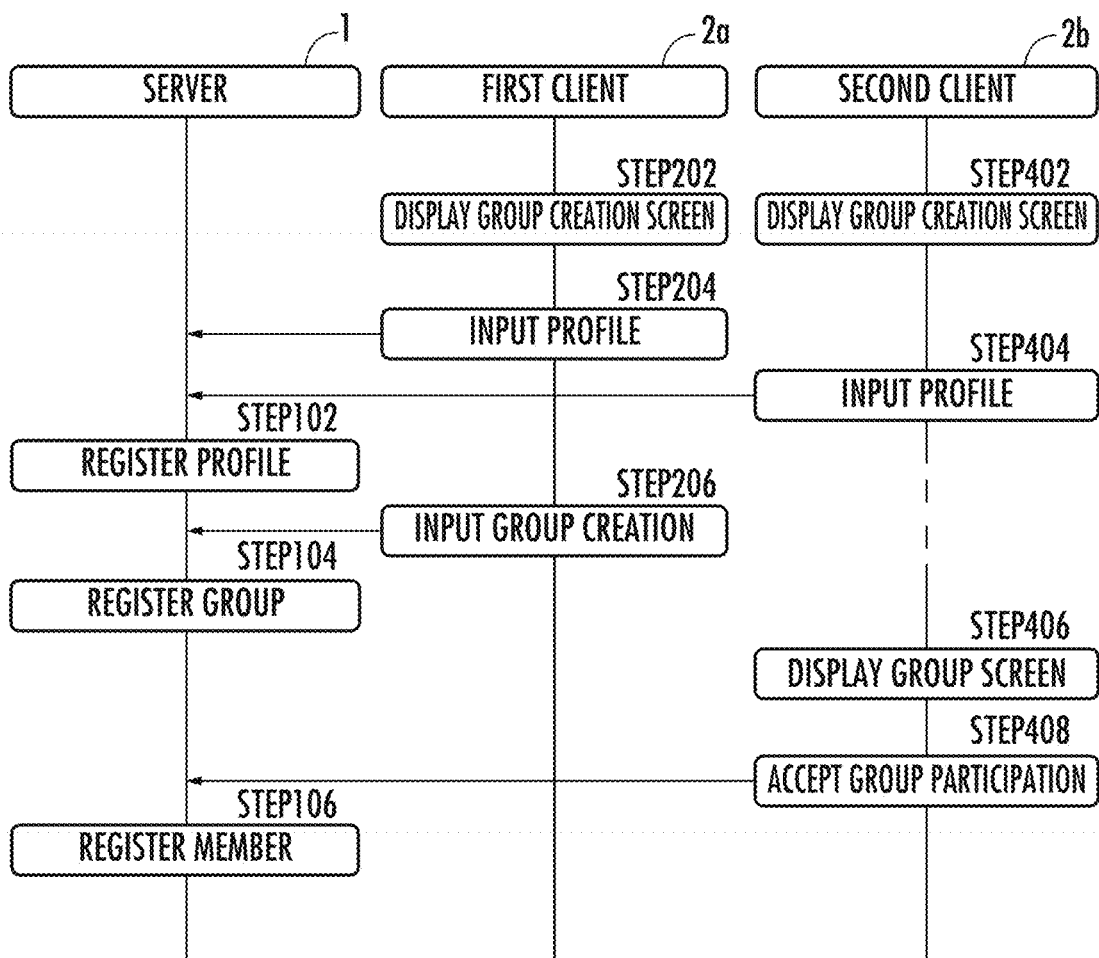 1
2a
2b
SERVER
FIRST CLIENT
SECOND CLIENT
STEP202
STEP402
DISPLAY GROUP CREATION SCREEN
DISPLAY GROUP CREATION SCREEN
STEP204
INPUT PROFILE
STEP404
INPUT PROFILE
STEP102
REGISTER PROFILE
STEP206
INPUT GROUP CREATION
STEP104
REGISTER GROUP
STEP406
DISPLAY GROUP SCREEN
STEP408
ACCEPT GROUP PARTICIPATION
STEP106
REGISTER MEMBER